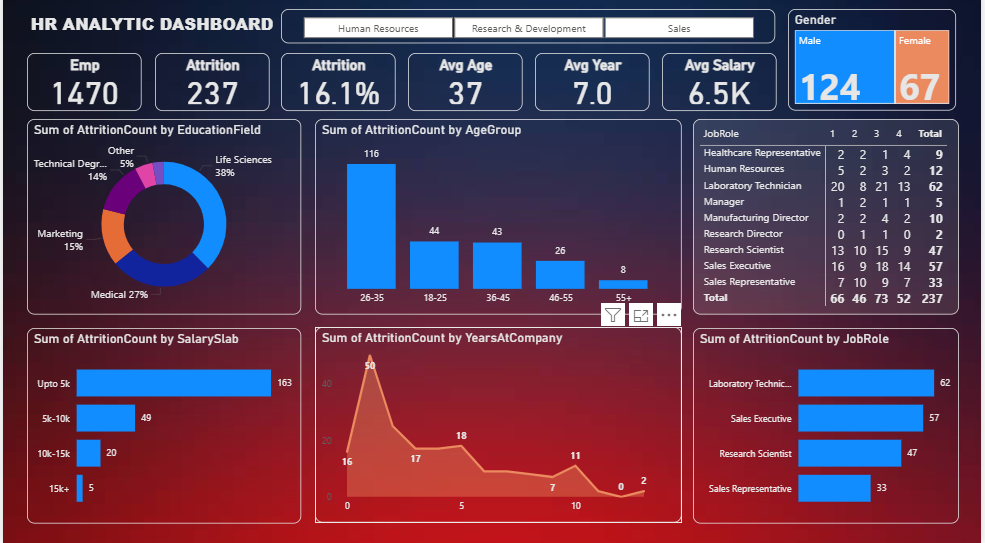 HR ANALYTIC DASHBOARD
Human Resources Research & Development Sales
Gender
Male Female
124 67
Emp Attrition Attrition Avg Age Avg Year Avg Salary
1470 237 16.1% 37 7.0 6.5K
Sum of AttritionCount by EducationField
Other
5%
Life Sciences
38%
Technical Degr...
14%
Marketing
15%
Medical 27%
Sum of AttritionCount by AgeGroup
116
44
43
26
8
26-35 18-25 36-45 46-55 55+
JobRole 1 2 3 4 Total
Healthcare Representative 2 2 1 4 9
Human Resources 5 2 3 2 12
Laboratory Technician 20 8 21 13 62
Manager 1 2 1 1 5
Manufacturing Director 2 2 4 2 10
Research Director 0 1 1 0 2
Research Scientist 13 10 15 9 47
Sales Executive 16 9 18 14 57
Sales Representative 7 10 9 7 33
Total 66 46 73 52 237
Sum of AttritionCount by SalarySlab
Upto 5k 163
5k-10k 49
10k-15k 20
15k+ 5
Sum of AttritionCount by YearsAtCompany
50
40
20
18
16
17
11
7
0
2
0
0 5 10
Sum of AttritionCount by JobRole
Laboratory Technic... 62
Sales Executive 57
Research Scientist 47
Sales Representative 33